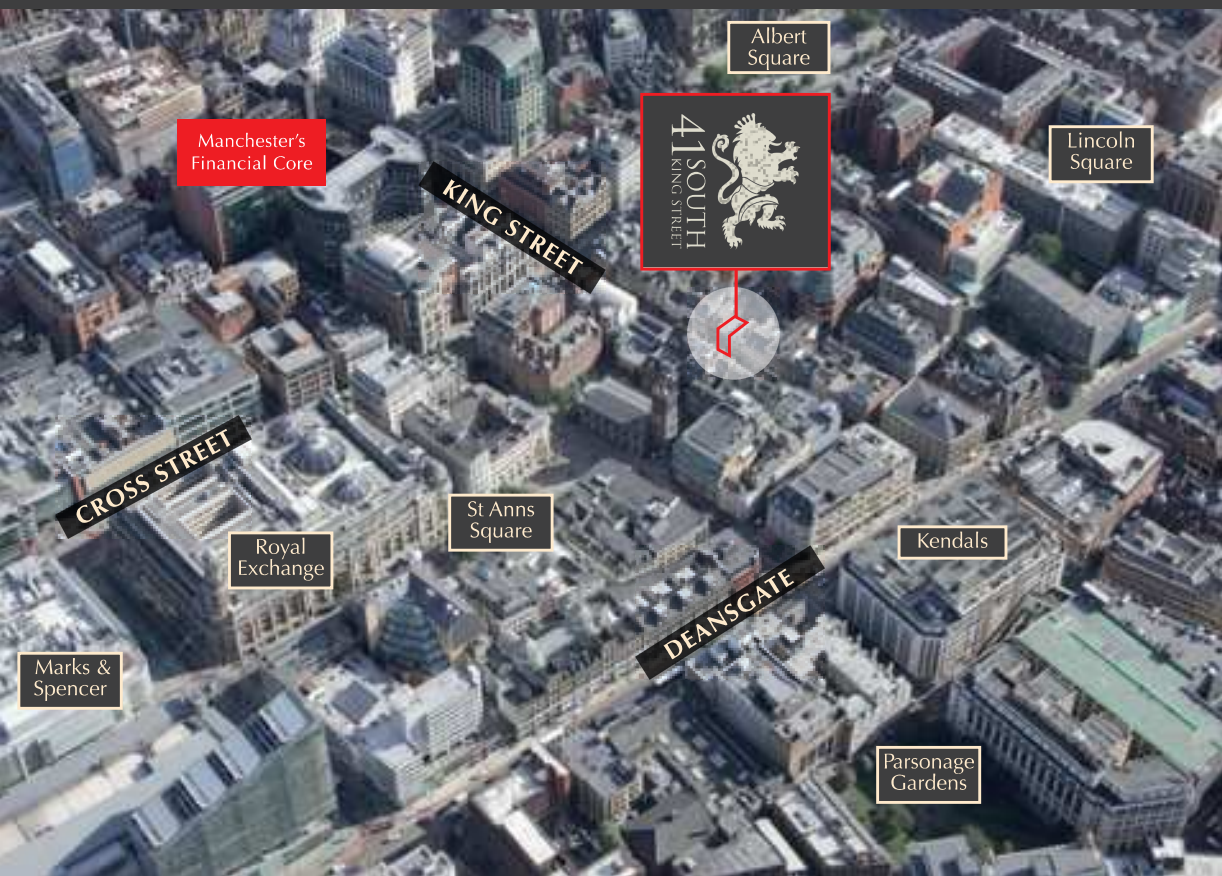 Albert
Square
Manchester's
Financial Core
Lincoln
Square
41 SOUTH
KING STREET
KING STREET
CROSS STREET
St Anns
Square
Royal
Exchange
Kendals
DEANSGATE
Marks &
Spencer
Parsonage
Gardens